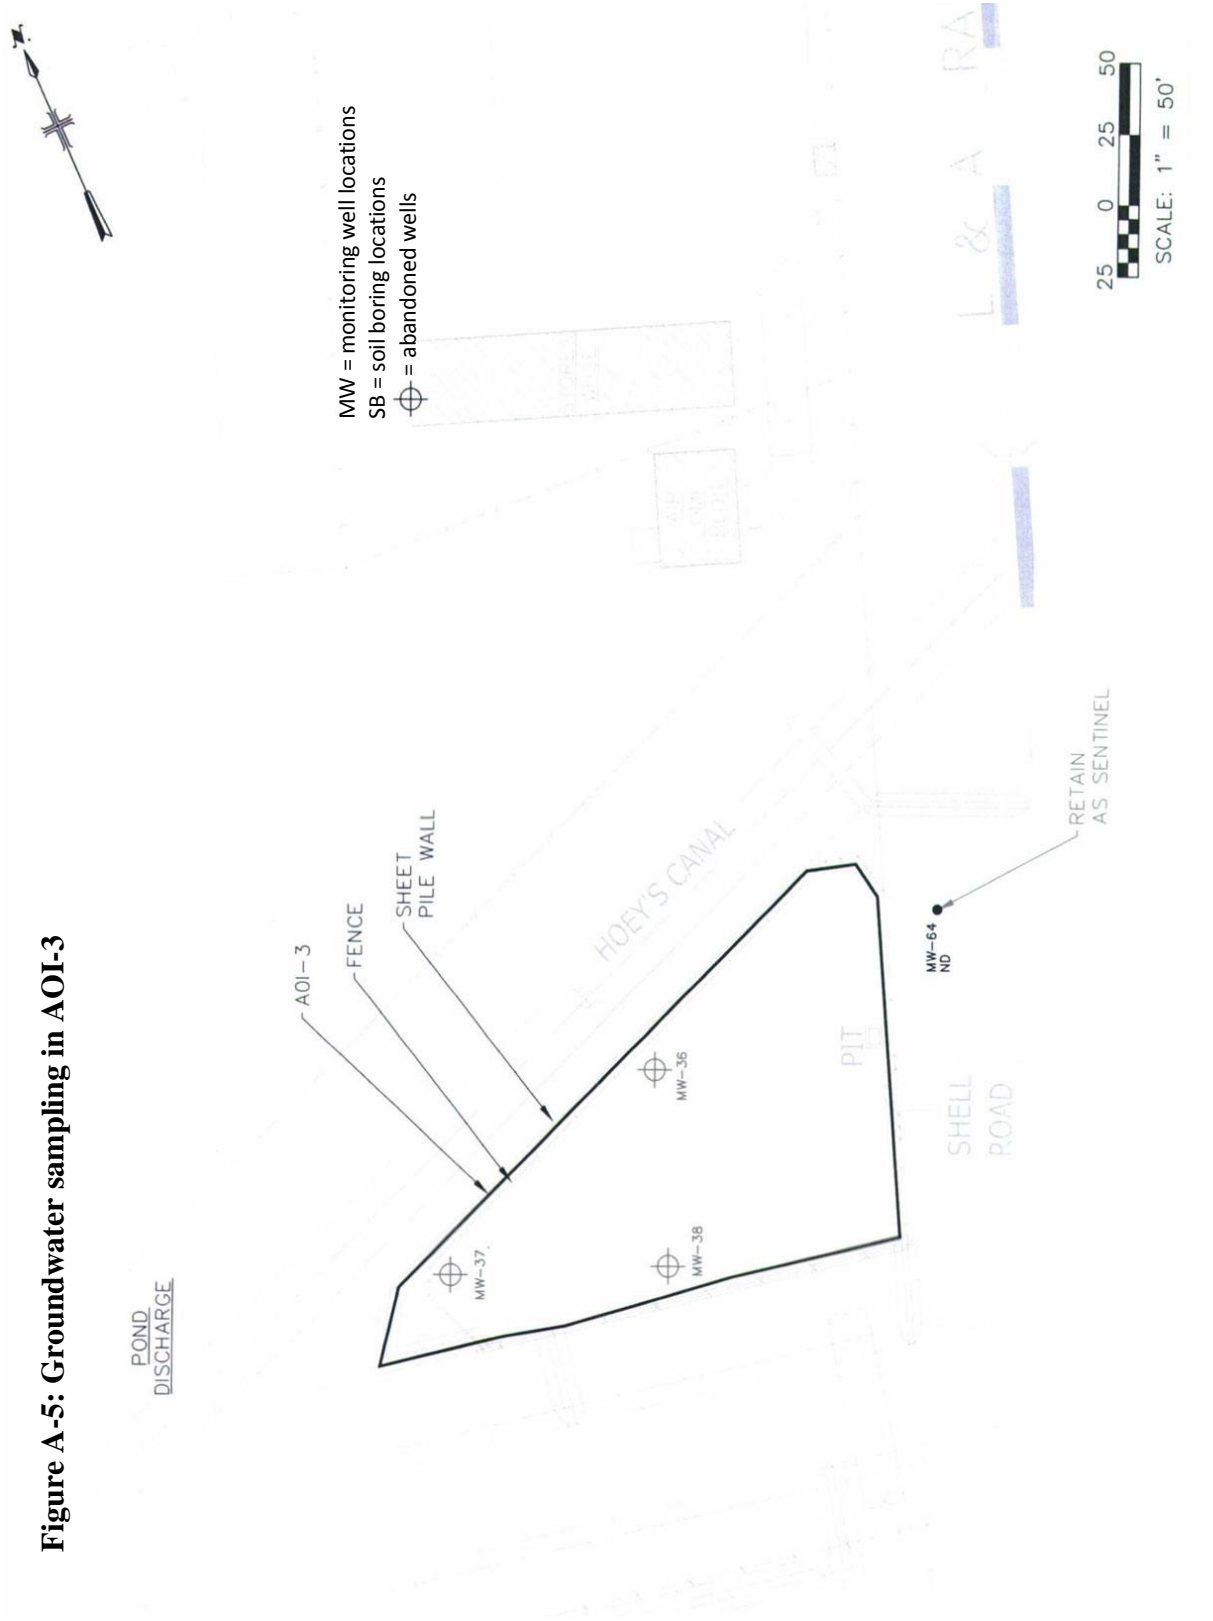 Figure A-5: Groundwater sampling in AOI-3
POND
DISCHARGE
AOI-3
FENCE
SHEET
PILE WALL
MW = monitoring well locations
SB = soil boring locations
= abandoned wells
HOEY'S CANAL
MW-37
MW-36
MW-38
PIT
SHELL
ROAD
MW-64
ND
RETAIN
AS SENTINEL
BLDG
L & A RA
25 0 25 50
SCALE: 1" = 50'